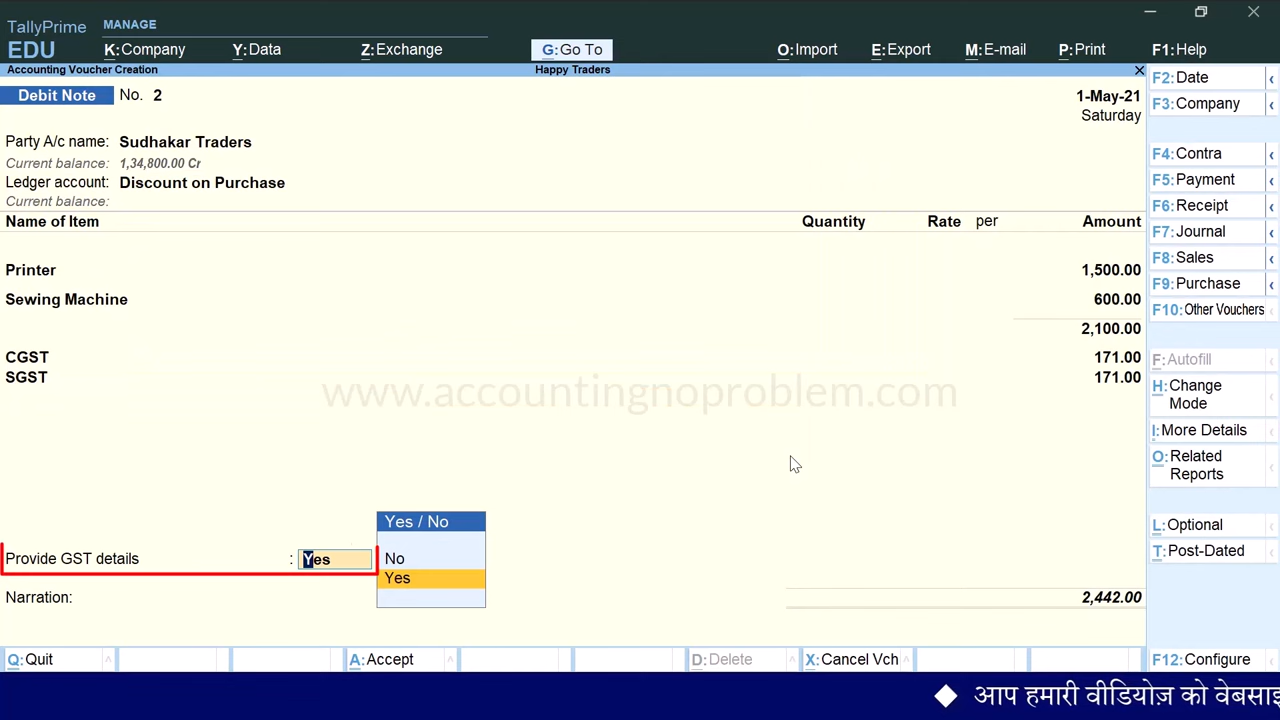 TallyPrime MANAGE
EDU K:Company Y:Data Z:Exchange G:Go To O:Import E:Export M:E-mail P:Print F1:Help
Accounting Voucher Creation Happy Traders
Debit Note No. 2 1-May-21
Saturday
Party A/c name: Sudhakar Traders
Current balance: 1,34,800.00 Cr
Ledger account: Discount on Purchase
Current balance:
Name of Item Quantity Rate per Amount
Printer 1,500.00
Sewing Machine 600.00
2,100.00
CGST 171.00
SGST 171.00
www.accountingnoproblem.com
Yes / No
Provide GST details : Yes No
Yes
Narration: 2,442.00
F2:Date
F3:Company
F4:Contra
F5:Payment
F6:Receipt
F7:Journal
F8:Sales
F9:Purchase
F10:Other Vouchers
F:Autofill
H:Change
Mode
I:More Details
O:Related
Reports
L:Optional
T:Post-Dated
Q:Quit A:Accept D:Delete X:Cancel Vch F12:Configure
आप हमारी वीडियोज़ को वेबसाइ